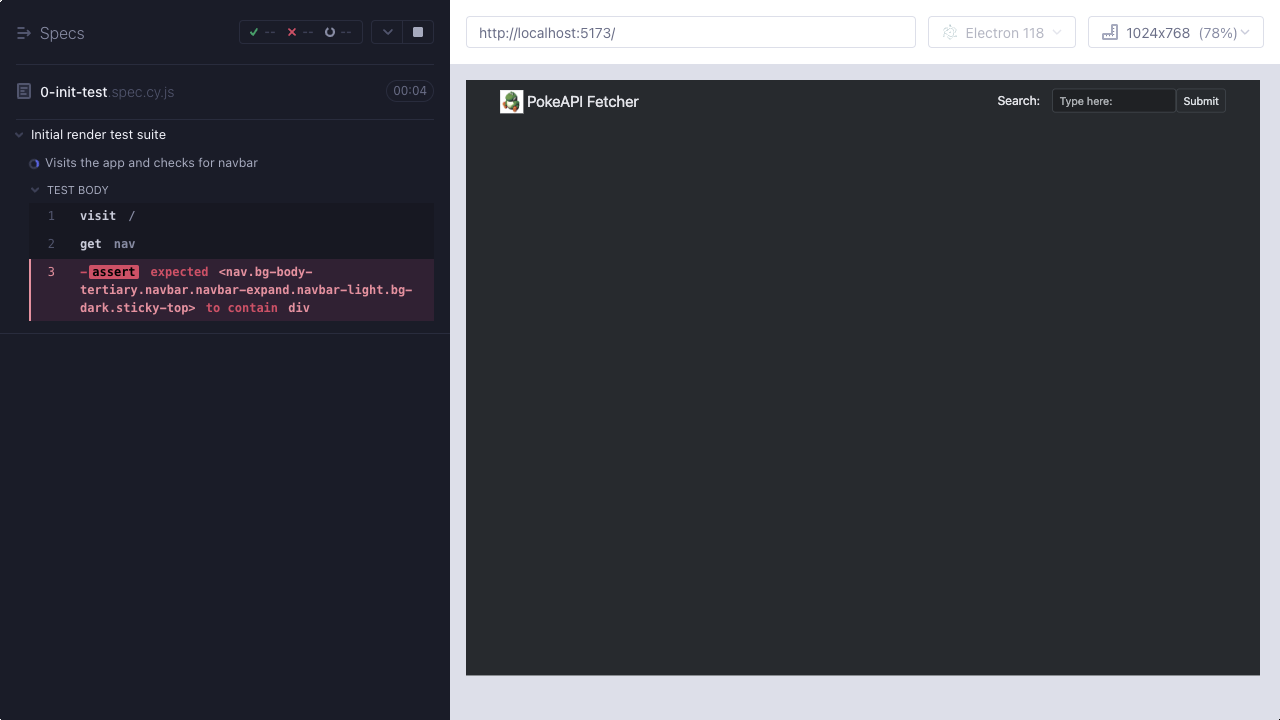 Specs
-- -- --
0-init-test.spec.cy.js
00:04
Initial render test suite
Visits the app and checks for navbar
TEST BODY
1 visit /
2 get nav
3 -assert expected <nav.bg-body-
tertiary.navbar.navbar-expand.navbar-light.bg-
dark.sticky-top> to contain div
http://localhost:5173/
Electron 118
1024x768 (78%)
PokeAPI Fetcher
Search:
Type here:
Submit